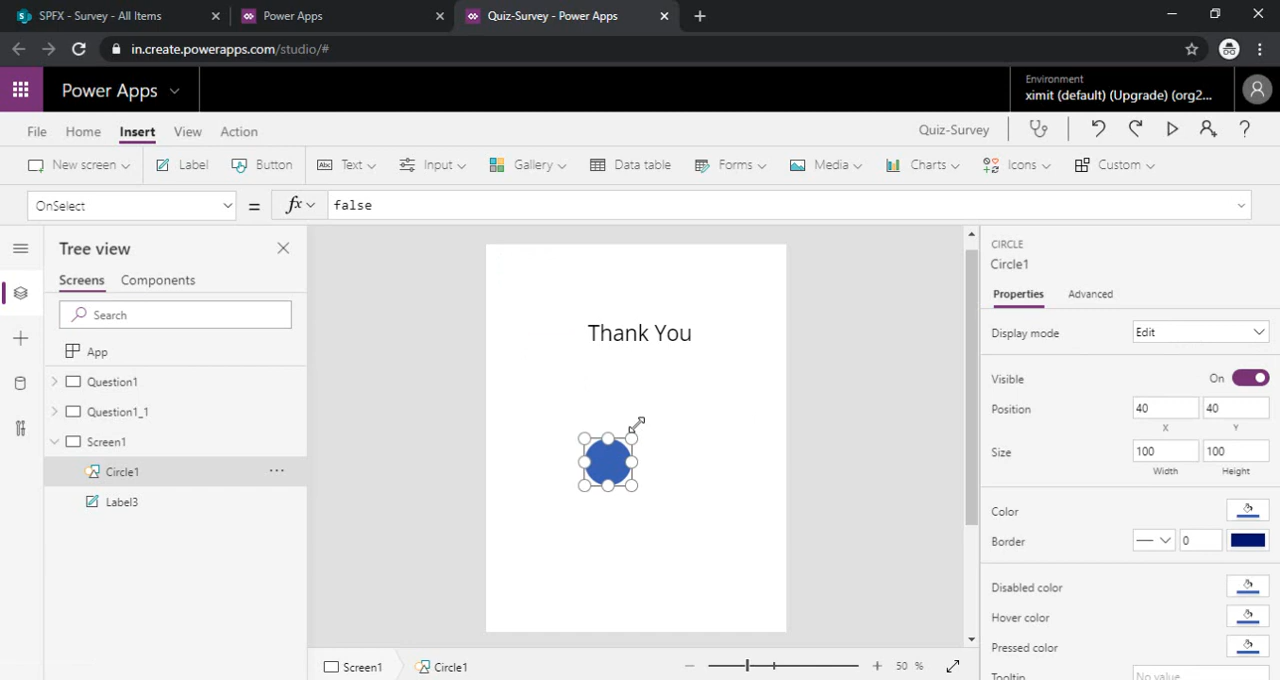 SPFX - Survey - All Items
Power Apps
Quiz-Survey - Power Apps
in.create.powerapps.com/studio/#
Power Apps
Environment
ximit (default) (Upgrade) (org2...
File Home Insert View Action
Quiz-Survey
New screen Label Button Text Input Gallery Data table Forms Media Charts Icons Custom
OnSelect = fx false
Tree view
Screens Components
Search
App
Question1
Question1_1
Screen1
Circle1 ...
Label3
Thank You
Screen1 Circle1
50 %
CIRCLE
Circle1
Properties Advanced
Display mode Edit
Visible On
Position 40 40
X Y
Size 100 100
Width Height
Color
Border 0
Disabled color
Hover color
Pressed color
Tooltip No value